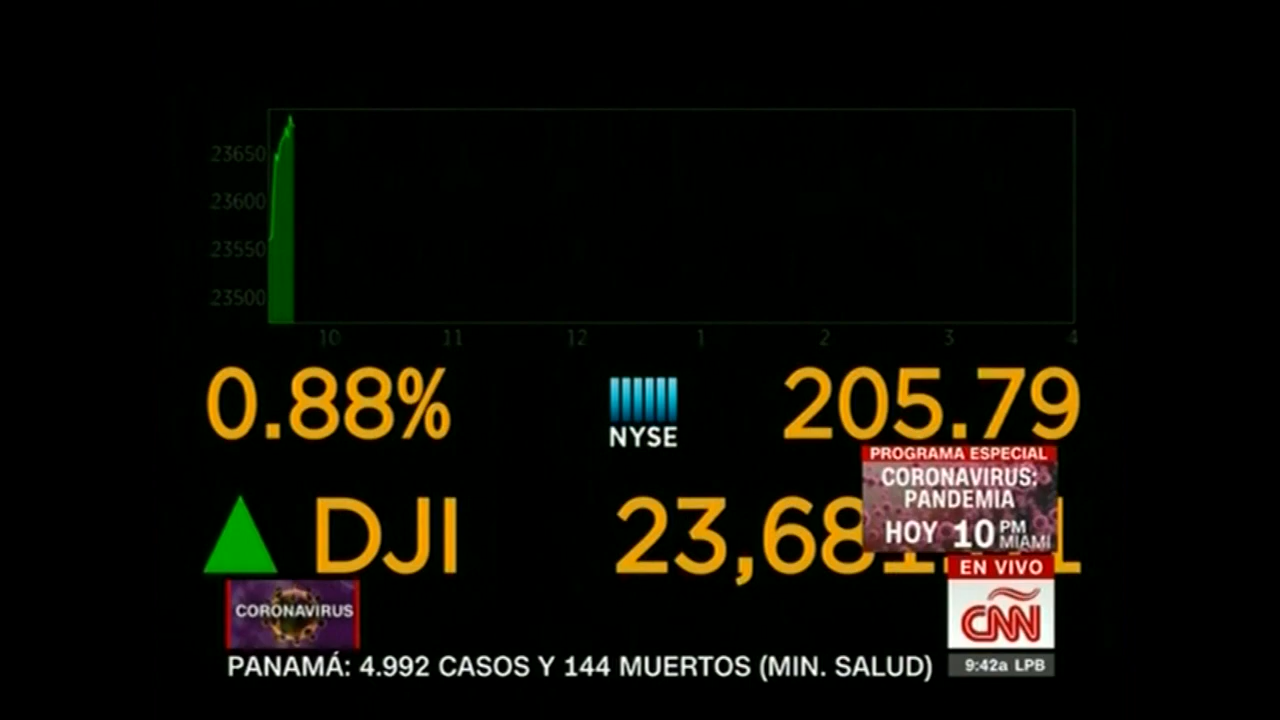 23650
23600
23550
23500
10 11 12 1 2 3 4
0.88%
NYSE
205.79
PROGRAMA ESPECIAL
CORONAVIRUS:
PANDEMIA
HOY 10 PM MIAMI
DJI
EN VIVO
CNN
CORONAVIRUS
PANAMÁ: 4.992 CASOS Y 144 MUERTOS (MIN. SALUD)
9:42a LPB